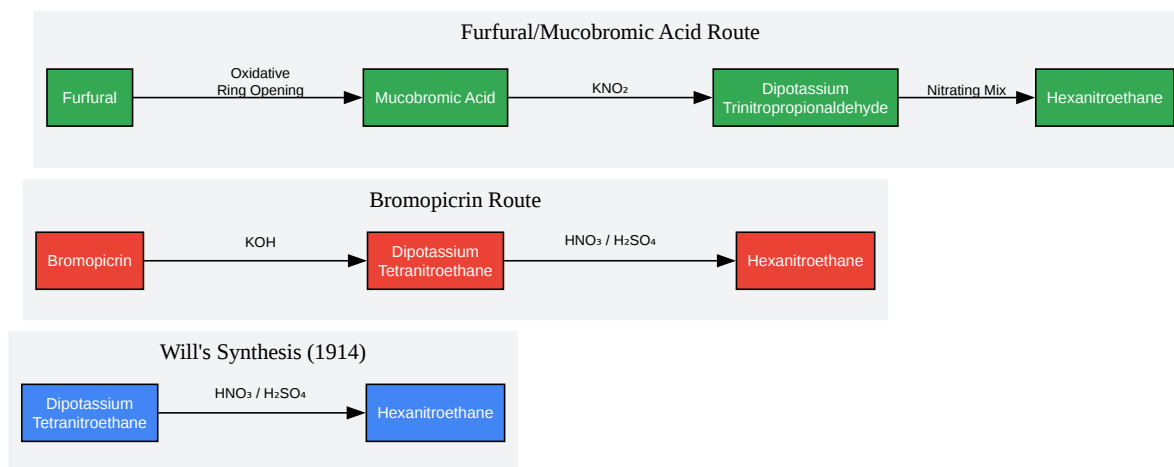 Furfural/Mucobromic Acid Route
Furfural
Oxidative
Ring Opening
Mucobromic Acid
KNO₂
Dipotassium
Trinitropropionaldehyde
Nitrating Mix
Hexanitroethane
Bromopicrin Route
Bromopicrin
KOH
Dipotassium
Tetranitroethane
HNO₃ / H₂SO₄
Hexanitroethane
Will's Synthesis (1914)
Dipotassium
Tetranitroethane
HNO₃ / H₂SO₄
Hexanitroethane